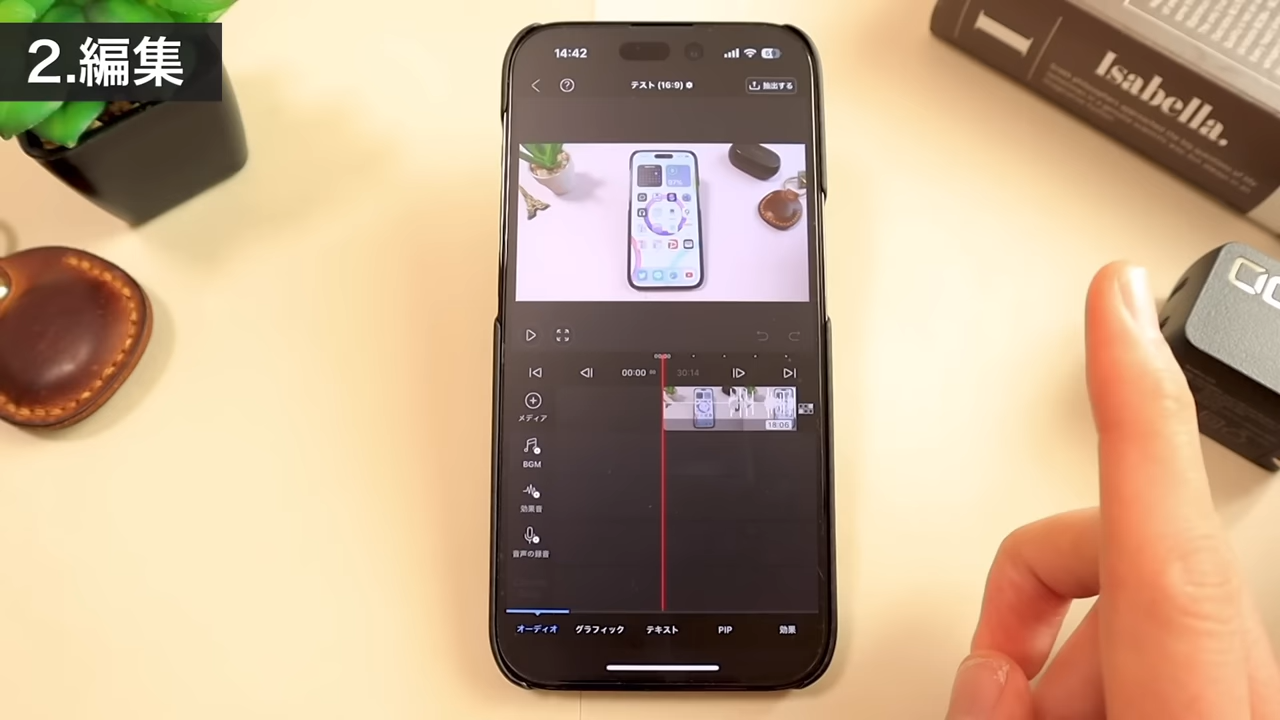 2.編集
14:42
テスト (16:9)
抽出する
00:00
00:00
30:14
18:06
メディア
BGM
効果音
音声の録音
オーディオ
グラフィック
テキスト
PIP
効果
Isabella.